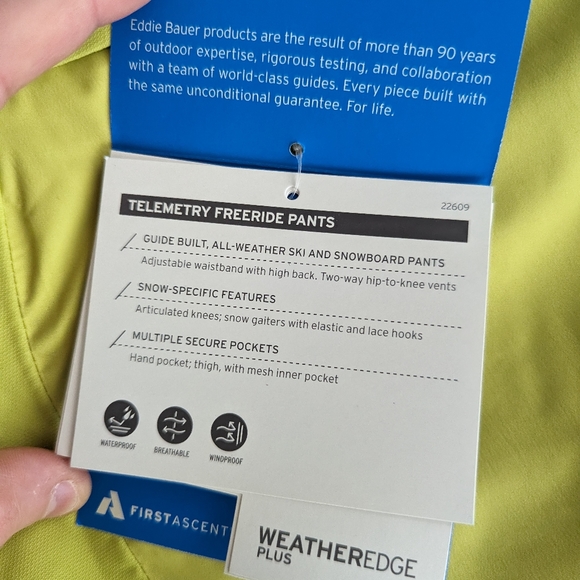 Eddie Bauer products are the result of more than 90 years
of outdoor expertise, rigorous testing, and collaboration
with a team of world-class guides. Every piece built with
the same unconditional guarantee. For life.
22609
TELEMETRY FREERIDE PANTS
GUIDE BUILT, ALL-WEATHER SKI AND SNOWBOARD PANTS
Adjustable waistband with high back. Two-way hip-to-knee vents
SNOW-SPECIFIC FEATURES
Articulated knees; snow gaiters with elastic and lace hooks
MULTIPLE SECURE POCKETS
Hand pocket; thigh, with mesh inner pocket
WATERPROOF BREATHABLE WINDPROOF
FIRSTASCENT
WEATHEREDGE
PLUS